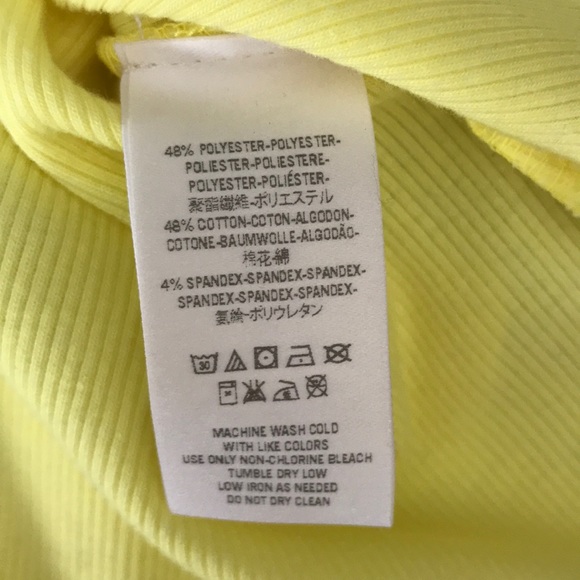 48% POLYESTER-POLYESTER-
POLIESTER-POLIESTERE-
POLYESTER-POLIÉSTER-
聚酯纖維-ポリエステル
48% COTTON-COTON-ALGODON-
COTONE-BAUMWOLLE-ALGODÃO-
棉花-綿
4% SPANDEX-SPANDEX-SPANDEX-
SPANDEX-SPANDEX-SPANDEX-
氨綸-ポリウレタン
30
MACHINE WASH COLD
WITH LIKE COLORS
USE ONLY NON-CHLORINE BLEACH
TUMBLE DRY LOW
LOW IRON AS NEEDED
DO NOT DRY CLEAN